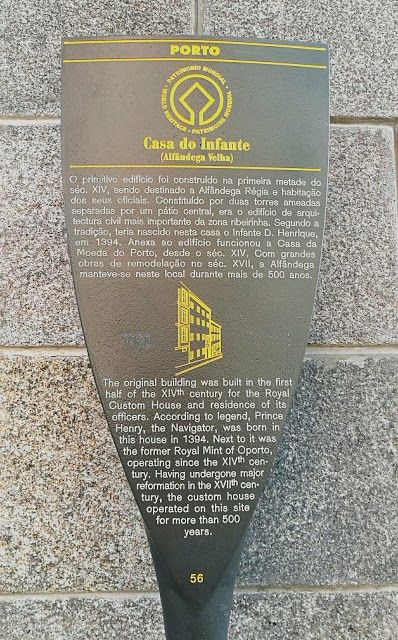 PORTO
PATRIMONIO MUNDIAL • WORLD HERITAGE • PATRIMOINE MONDIAL
Casa do Infante
(Alfândega Velha)
O primitivo edifício foi construído na primeira metade do
séc. XIV, sendo destinado a Alfândega Régia e habitação
dos seus oficiais. Constituído por duas torres ameadas
separadas por um pátio central, era o edifício de arqui-
tectura civil mais importante da zona ribeirinha. Segundo a
tradição, teria nascido nesta casa o Infante D. Henrique,
em 1394. Anexa ao edifício funcionou a Casa da
Moeda do Porto, desde o séc. XIV. Com grandes
obras de remodelação no séc. XVII, a Alfândega
manteve-se neste local durante mais de 500 anos.
The original building was built in the first
half of the XIVth century for the Royal
Custom House and residence of its
officers. According to legend, Prince
Henry, the Navigator, was born in
this house in 1394. Next to it was
the former Royal Mint of Oporto,
operating since the XIVth cen-
tury. Having undergone major
reformation in the XVIIth cen-
tury, the custom house
operated on this site
for more than 500
years.
56